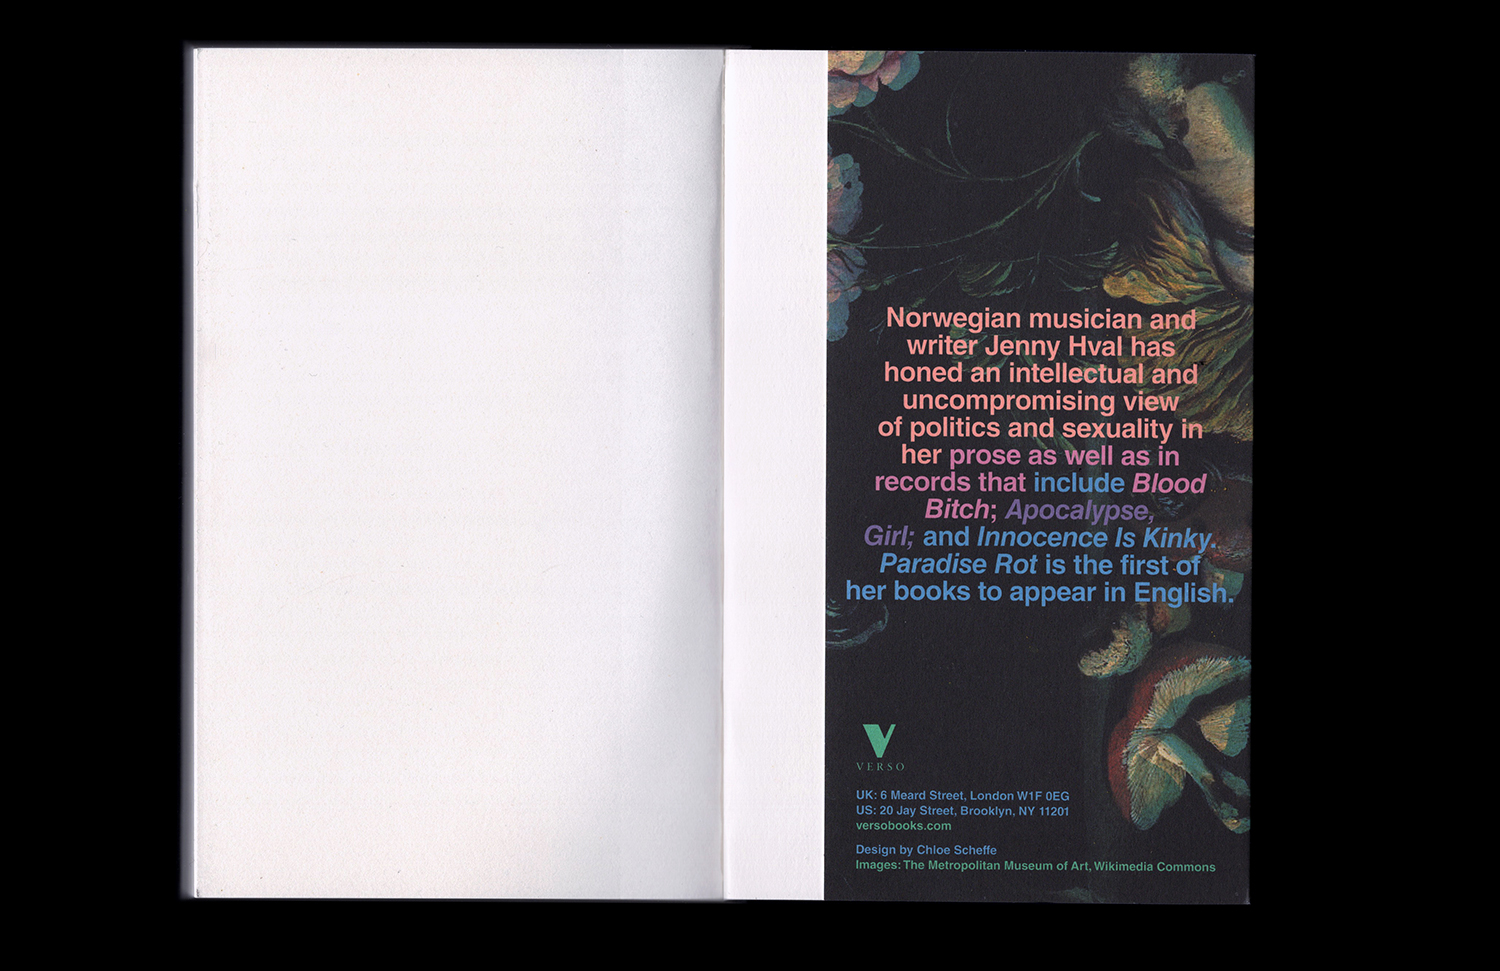 Norwegian musician and
writer Jenny Hval has
honed an intellectual and
uncompromising view
of politics and sexuality in
her prose as well as in
records that include Blood
Bitch; Apocalypse,
Girl; and Innocence Is Kinky.
Paradise Rot is the first of
her books to appear in English.
V
VERSO
UK: 6 Meard Street, London W1F 0EG
US: 20 Jay Street, Brooklyn, NY 11201
versobooks.com
Design by Chloe Scheffe
Images: The Metropolitan Museum of Art, Wikimedia Commons